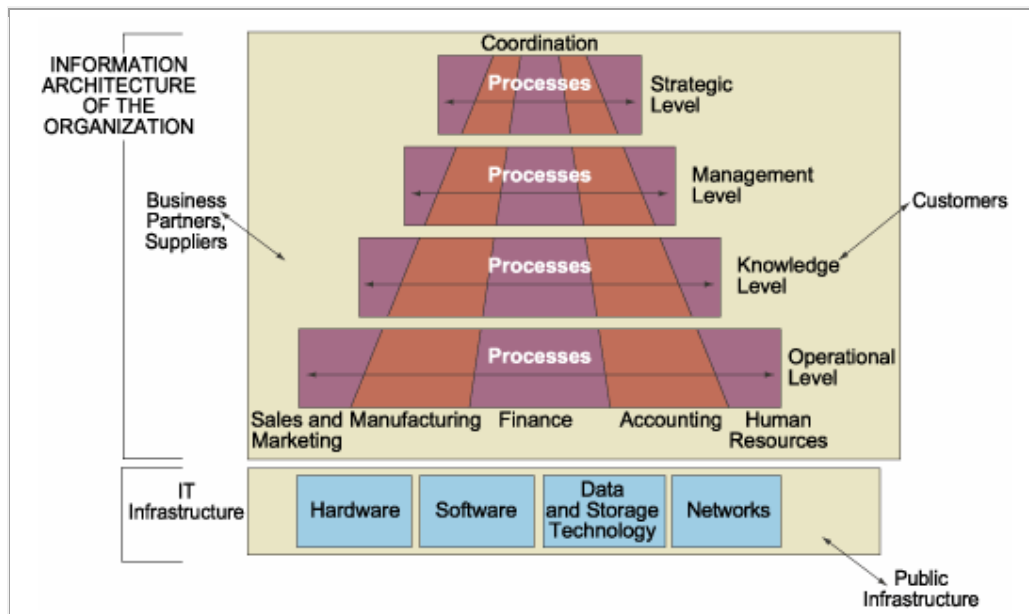 INFORMATION
ARCHITECTURE
OF THE
ORGANIZATION
Coordination
Processes
Strategic
Level
Processes
Management
Level
Business
Partners,
Suppliers
Customers
Processes
Knowledge
Level
Processes
Operational
Level
Sales and
Marketing
Manufacturing
Finance
Accounting
Human
Resources
IT
Infrastructure
Hardware
Software
Data
and Storage
Technology
Networks
Public
Infrastructure